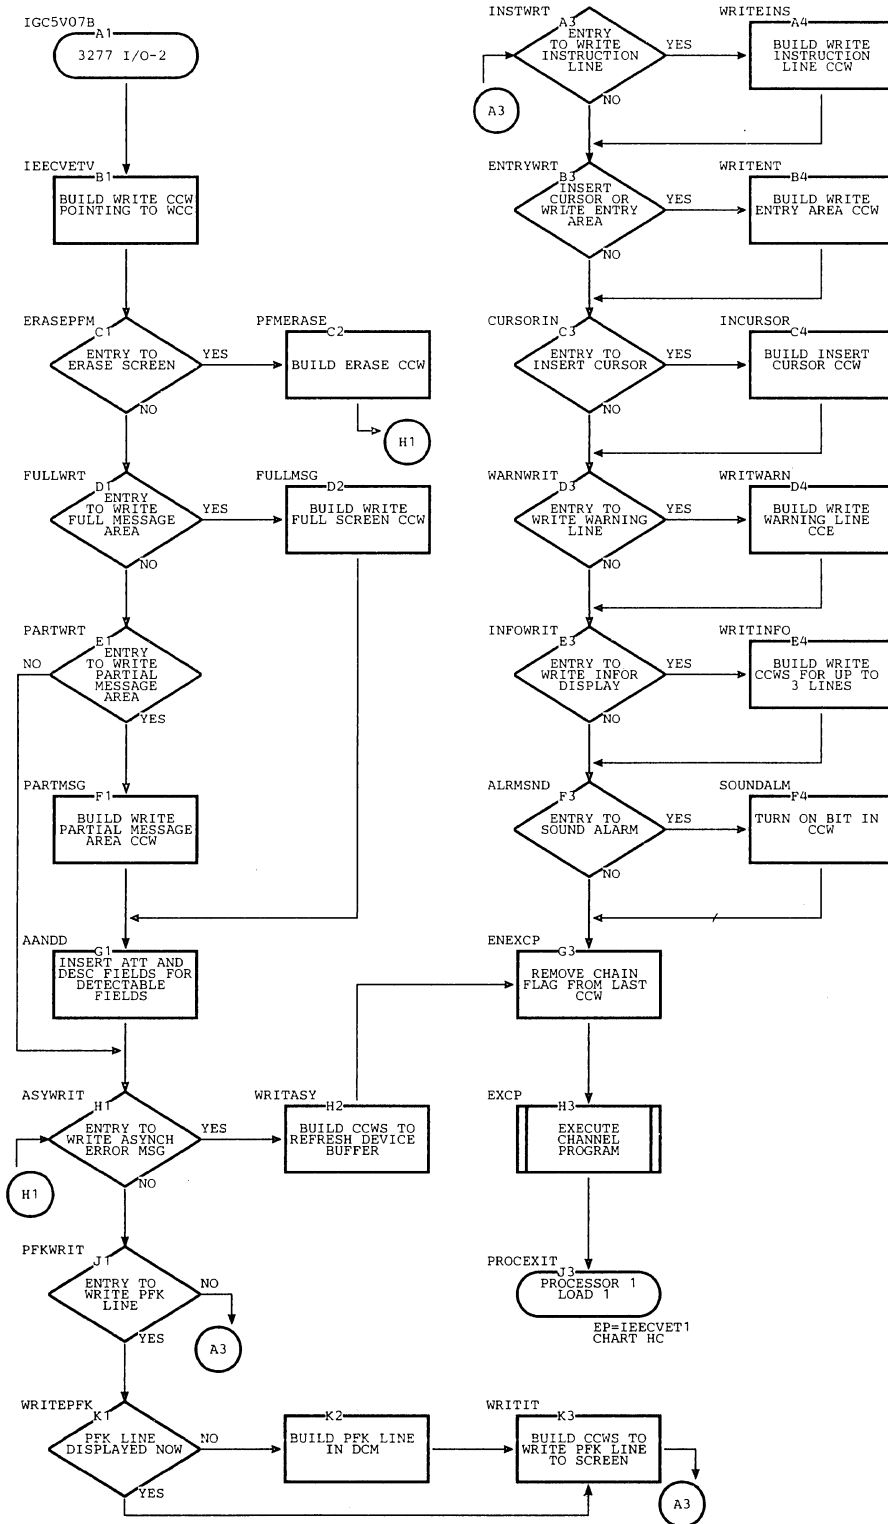 IGC5V07B
A1
3277 I/O-2
IEECVETV
B1
BUILD WRITE CCW
POINTING TO WCC
ERASEPFM
C1
ENTRY TO
ERASE SCREEN
YES
NO
PFMERASE
C2
BUILD ERASE CCW
H1
FULLWRT
D1
ENTRY
TO WRITE
FULL MESSAGE
AREA
YES
NO
FULLMSG
D2
BUILD WRITE
FULL SCREEN CCW
PARTWRT
E1
ENTRY
TO WRITE
PARTIAL
MESSAGE
AREA
NO
YES
PARTMSG
F1
BUILD WRITE
PARTIAL MESSAGE
AREA CCW
AANDD
G1
INSERT ATT AND
DESC FIELDS FOR
DETECTABLE
FIELDS
ASYWRIT
H1
ENTRY TO
WRITE ASYNCH
ERROR MSG
YES
NO
H1
WRITASY
H2
BUILD CCWS TO
REFRESH DEVICE
BUFFER
PFKWRIT
J1
ENTRY TO
WRITE PFK
LINE
NO
YES
A3
WRITEPFK
K1
PFK LINE
DISPLAYED NOW
NO
YES
K2
BUILD PFK LINE
IN DCM
WRITIT
K3
BUILD CCWS TO
WRITE PFK LINE
TO SCREEN
A3
INSTWRT
A3
ENTRY
TO WRITE
INSTRUCTION
LINE
YES
NO
A3
WRITEINS
A4
BUILD WRITE
INSTRUCTION
LINE CCW
ENTRYWRT
B3
INSERT
CURSOR OR
WRITE ENTRY
AREA
YES
NO
WRITENT
B4
BUILD WRITE
ENTRY AREA CCW
CURSORIN
C3
ENTRY TO
INSERT CURSOR
YES
NO
INCURSOR
C4
BUILD INSERT
CURSOR CCW
WARNWRIT
D3
ENTRY TO
WRITE WARNING
LINE
YES
NO
WRITWARN
D4
BUILD WRITE
WARNING LINE
CCE
INFOWRIT
E3
ENTRY TO
WRITE INFOR
DISPLAY
YES
NO
WRITINFO
E4
BUILD WRITE
CCWS FOR UP TO
3 LINES
ALRMSND
F3
ENTRY TO
SOUND ALARM
YES
NO
SOUNDALM
F4
TURN ON BIT IN
CCW
ENEXCP
G3
REMOVE CHAIN
FLAG FROM LAST
CCW
EXCP
H3
EXECUTE
CHANNEL
PROGRAM
PROCEXIT
J3
PROCESSOR 1
LOAD 1
EP=IEECVET1
CHART HC